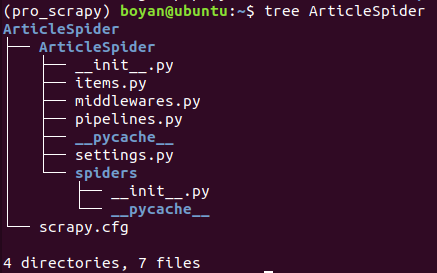 (pro_scrapy) boyan@ubuntu:~$ tree ArticleSpider
ArticleSpider
├── ArticleSpider
│   ├── __init__.py
│   ├── items.py
│   ├── middlewares.py
│   ├── pipelines.py
│   ├── __pycache__
│   ├── settings.py
│   └── spiders
│       ├── __init__.py
│       └── __pycache__
└── scrapy.cfg

4 directories, 7 files